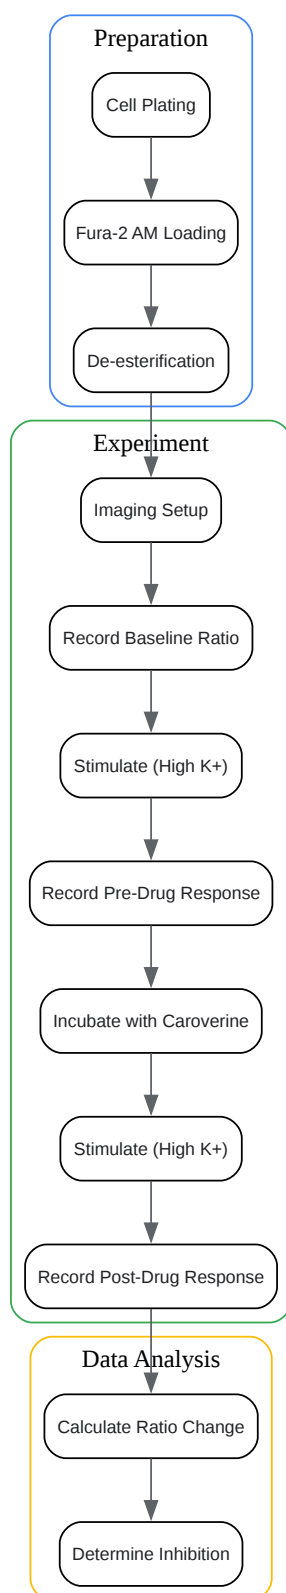 Preparation
Cell Plating
Fura-2 AM Loading
De-esterification
Experiment
Imaging Setup
Record Baseline Ratio
Stimulate (High K+)
Record Pre-Drug Response
Incubate with Caroverine
Stimulate (High K+)
Record Post-Drug Response
Data Analysis
Calculate Ratio Change
Determine Inhibition